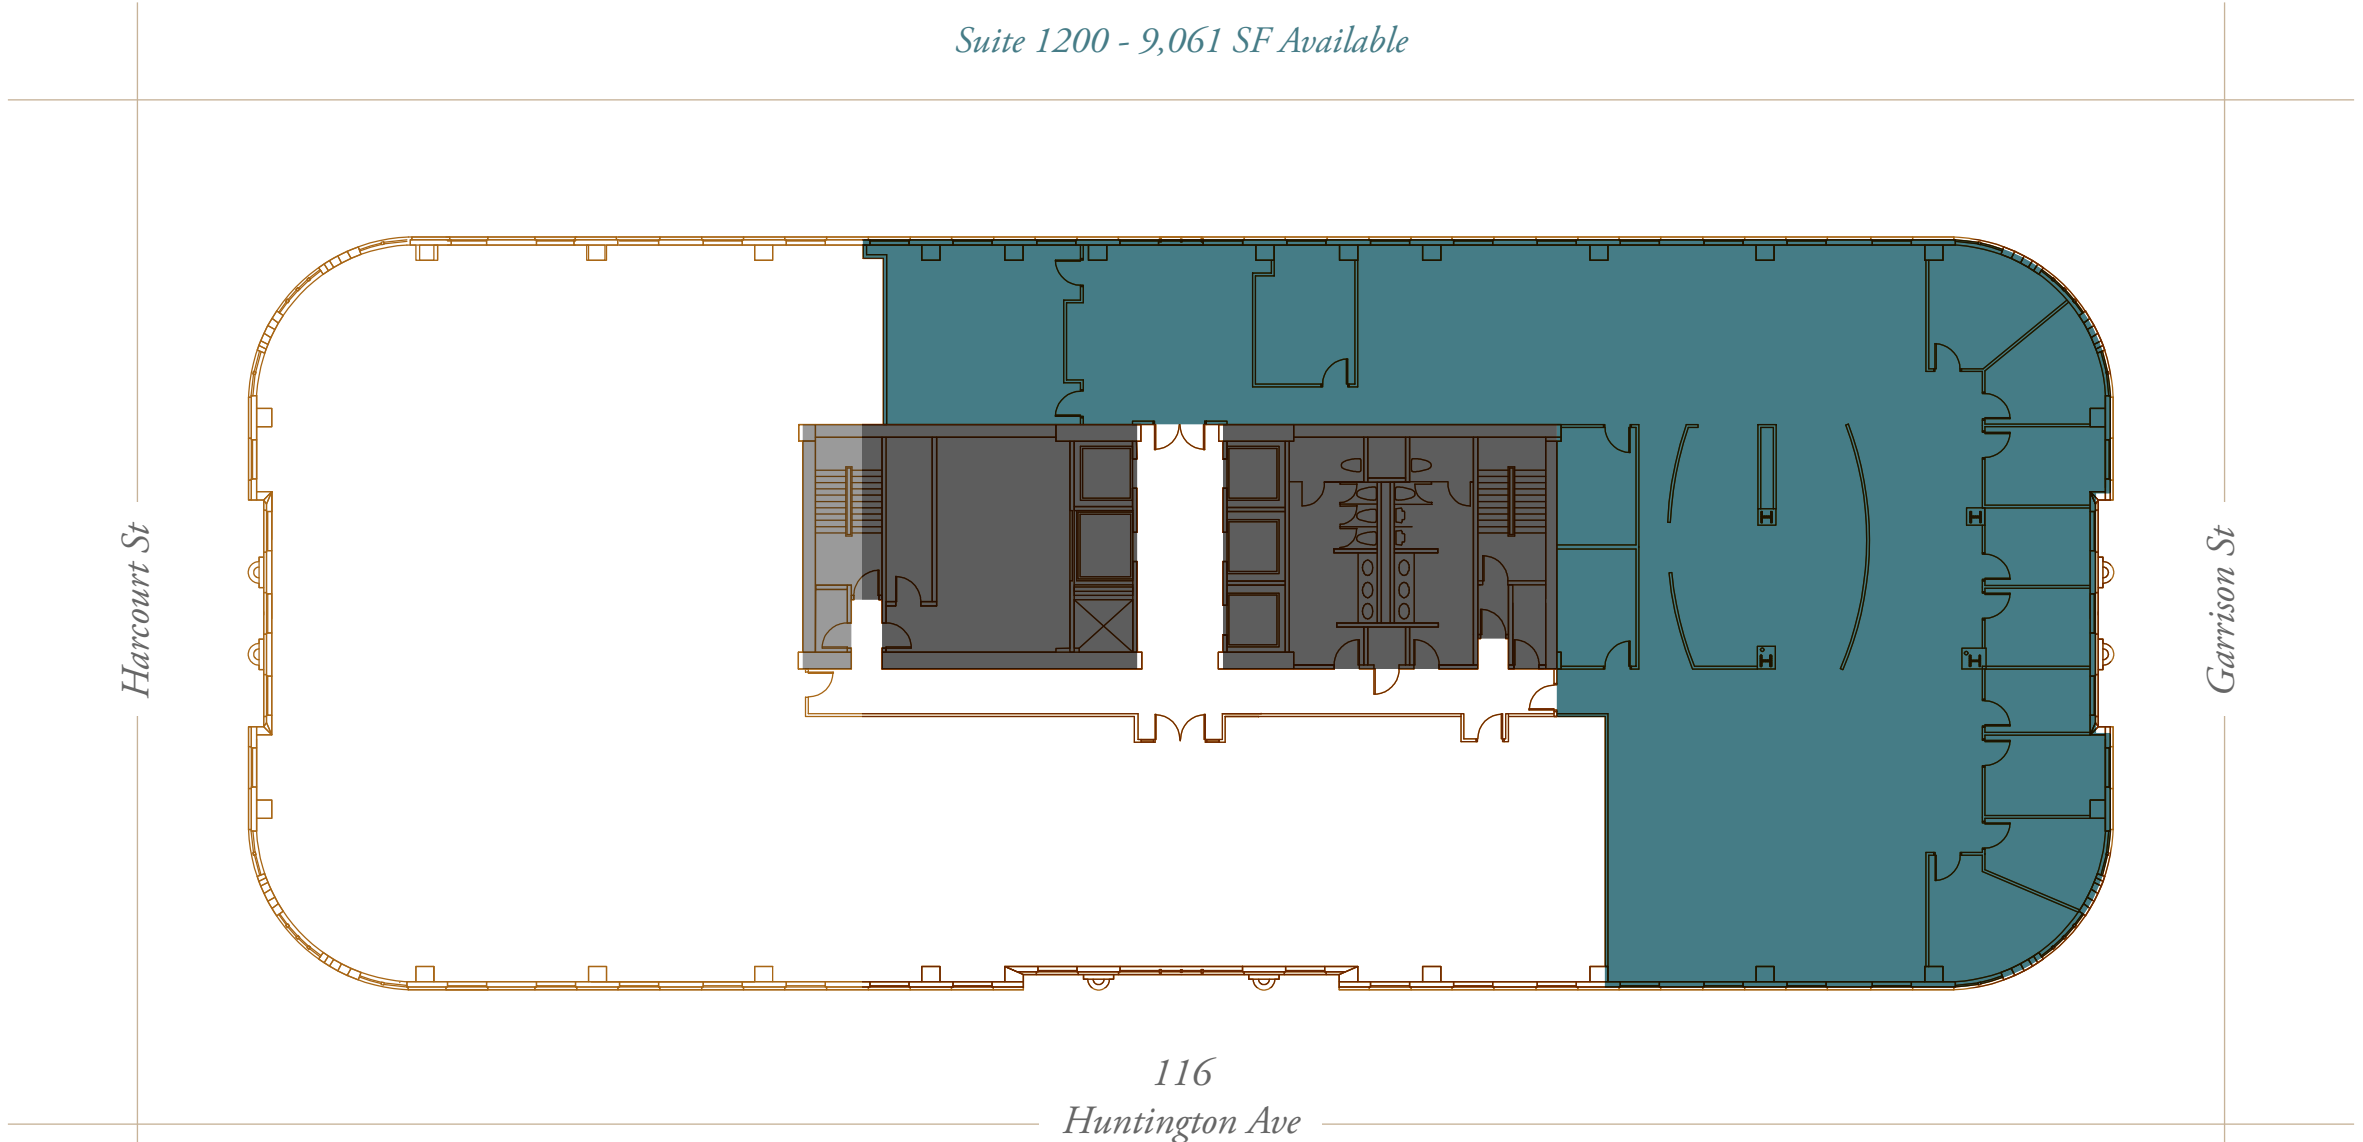 Suite 1200 - 9,061 SF Available
Harcourt St
Garrison St
116
Huntington Ave